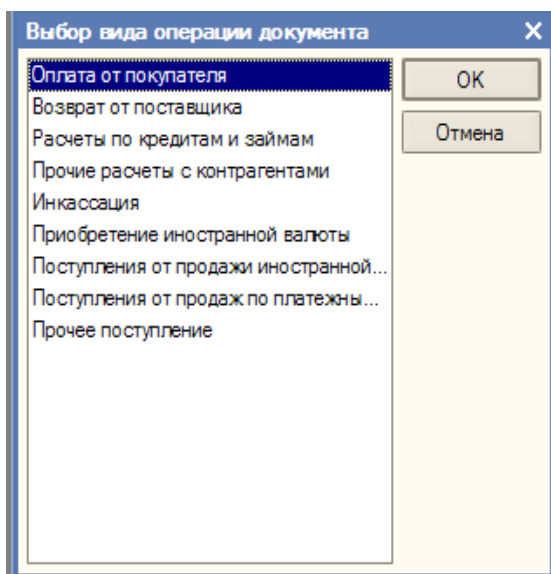 Выбор вида операции документа
Оплата от покупателя
OK
Возврат от поставщика
Отмена
Расчеты по кредитам и займам
Прочие расчеты с контрагентами
Инкассация
Приобретение иностранной валюты
Поступления от продажи иностранной...
Поступления от продаж по платежны...
Прочее поступление